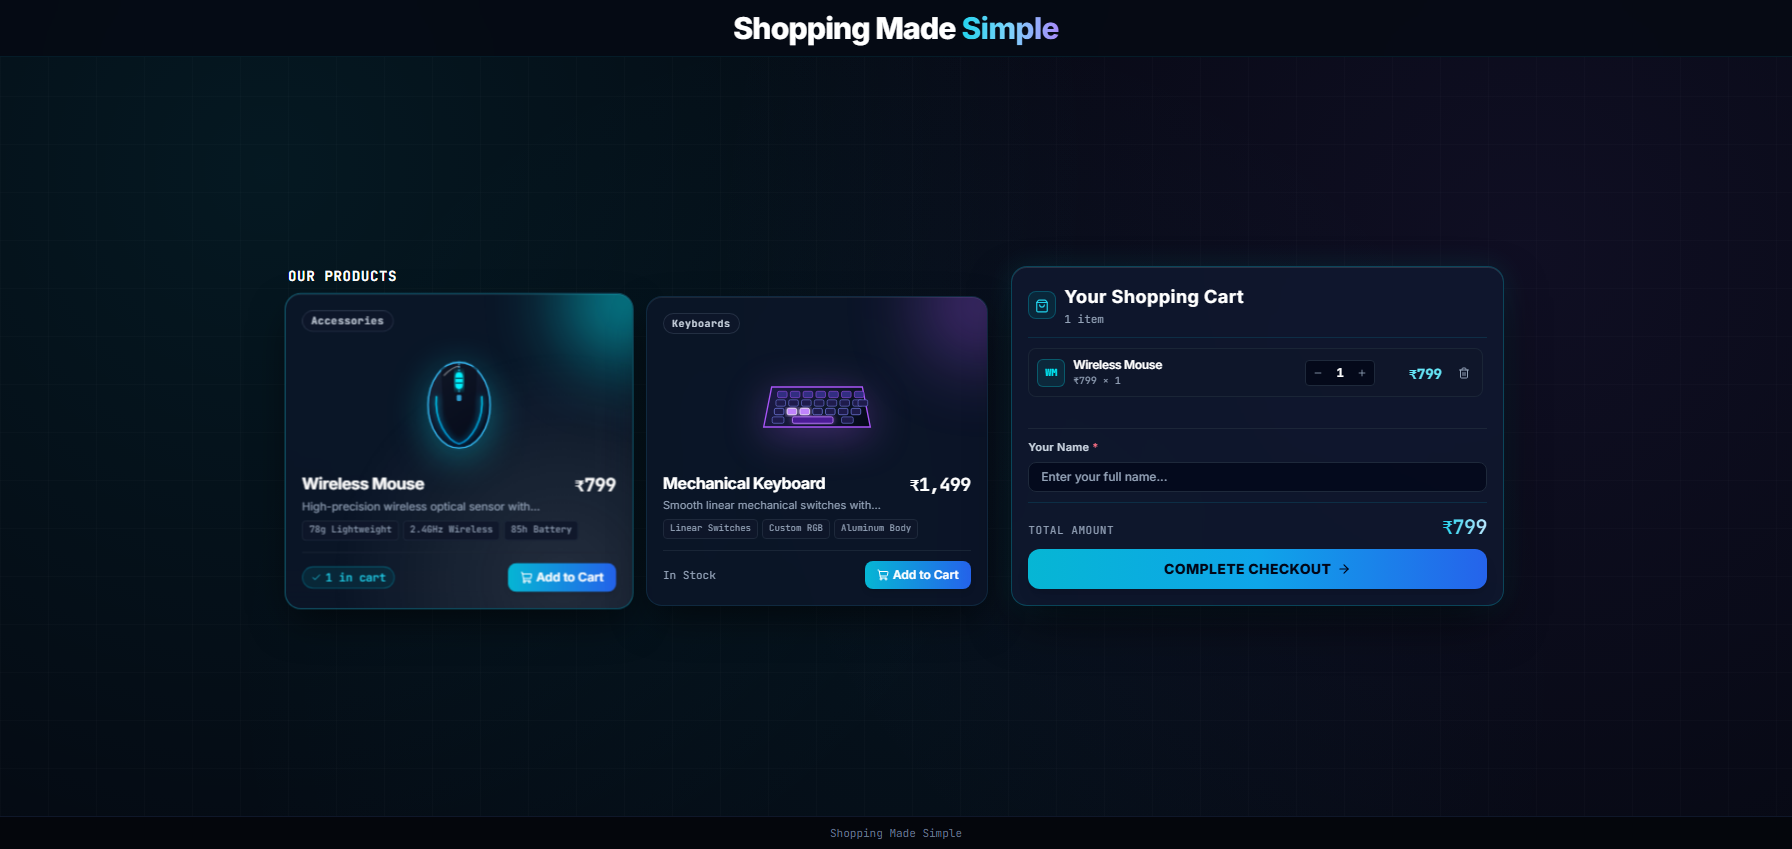 Shopping Made Simple
OUR PRODUCTS
Accessories
Wireless Mouse
₹799
High-precision wireless optical sensor with...
78g Lightweight
2.4GHz Wireless
85h Battery
1 in cart
Add to Cart
Keyboards
Mechanical Keyboard
₹1,499
Smooth linear mechanical switches with...
Linear Switches
Custom RGB
Aluminum Body
In Stock
Add to Cart
Your Shopping Cart
1 item
WM
Wireless Mouse
₹799 × 1
− 1 +
₹799
Your Name *
Enter your full name...
TOTAL AMOUNT
₹799
COMPLETE CHECKOUT →
Shopping Made Simple